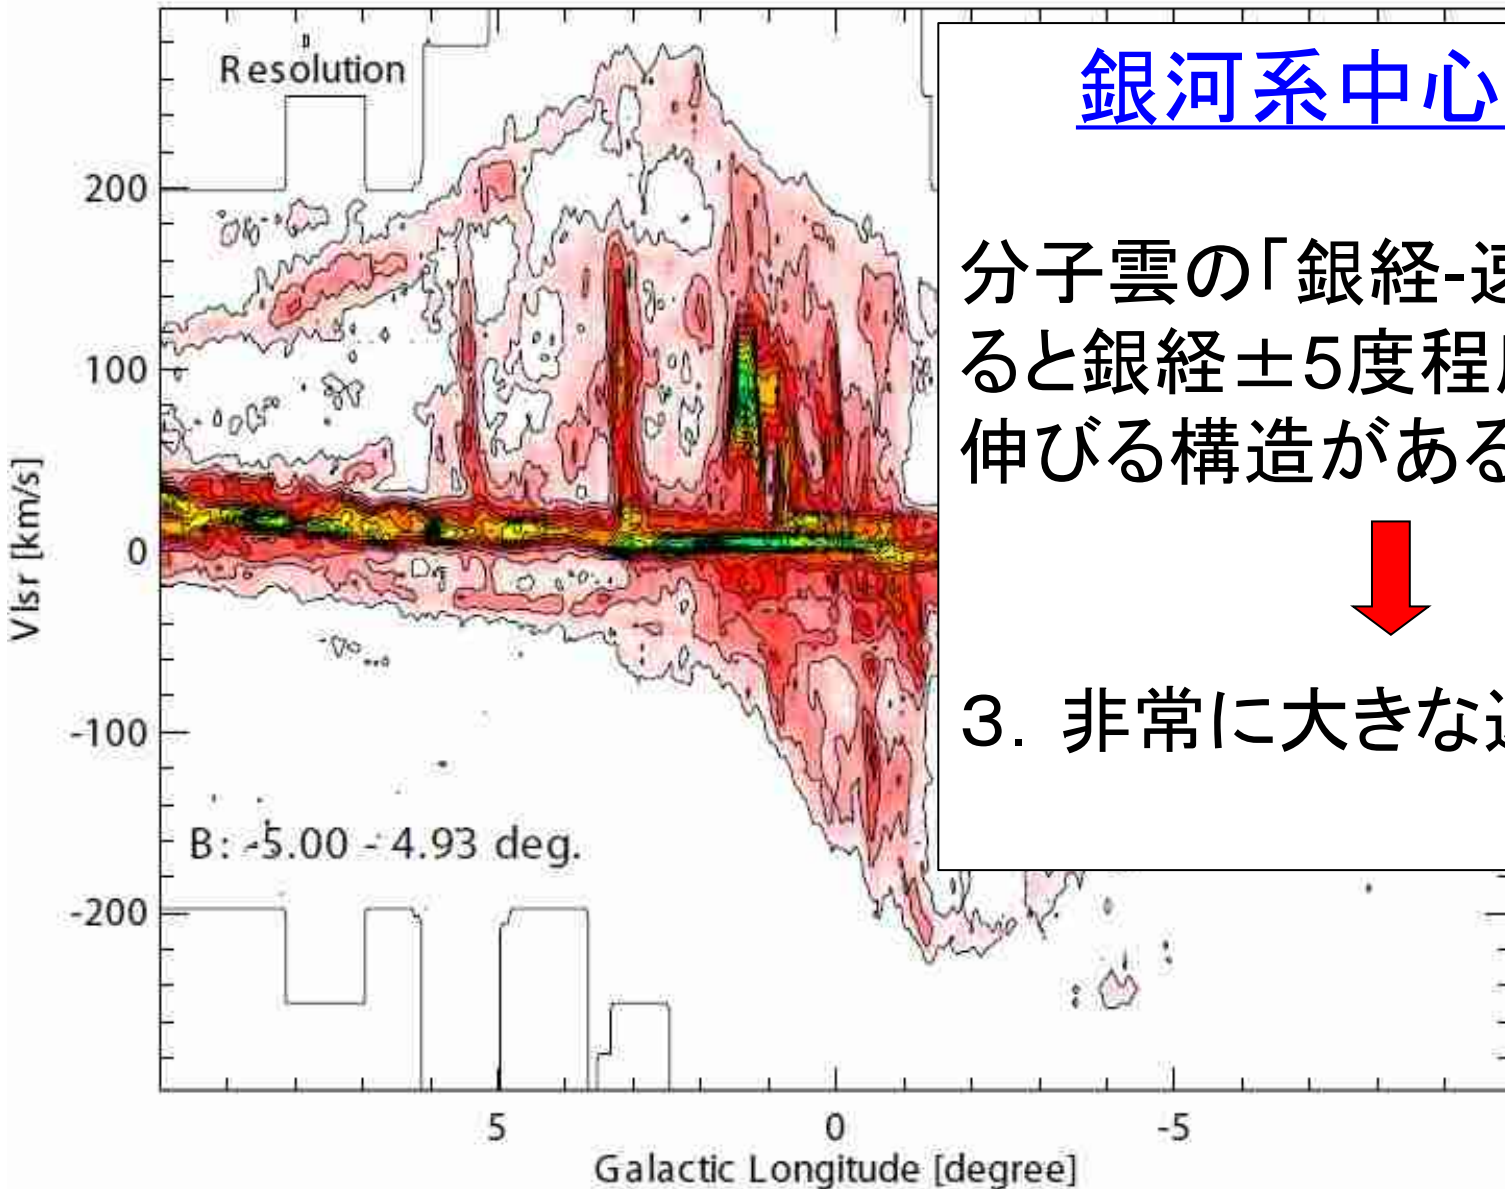 Resolution
200
100
0
-100
-200
Vlsr [km/s]
B: -5.00 - 4.93 deg.
5
0
-5
Galactic Longitude [degree]
銀河系中心
分子雲の「銀経-速
ると銀経±5度程度
伸びる構造がある
3. 非常に大きな速